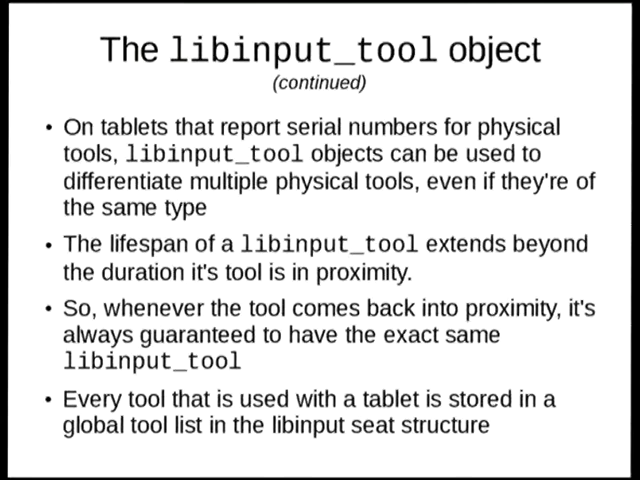 The libinput_tool object
(continued)
• On tablets that report serial numbers for physical
tools, libinput_tool objects can be used to
differentiate multiple physical tools, even if they're of
the same type
• The lifespan of a libinput_tool extends beyond
the duration it's tool is in proximity.
• So, whenever the tool comes back into proximity, it's
always guaranteed to have the exact same
libinput_tool
• Every tool that is used with a tablet is stored in a
global tool list in the libinput seat structure